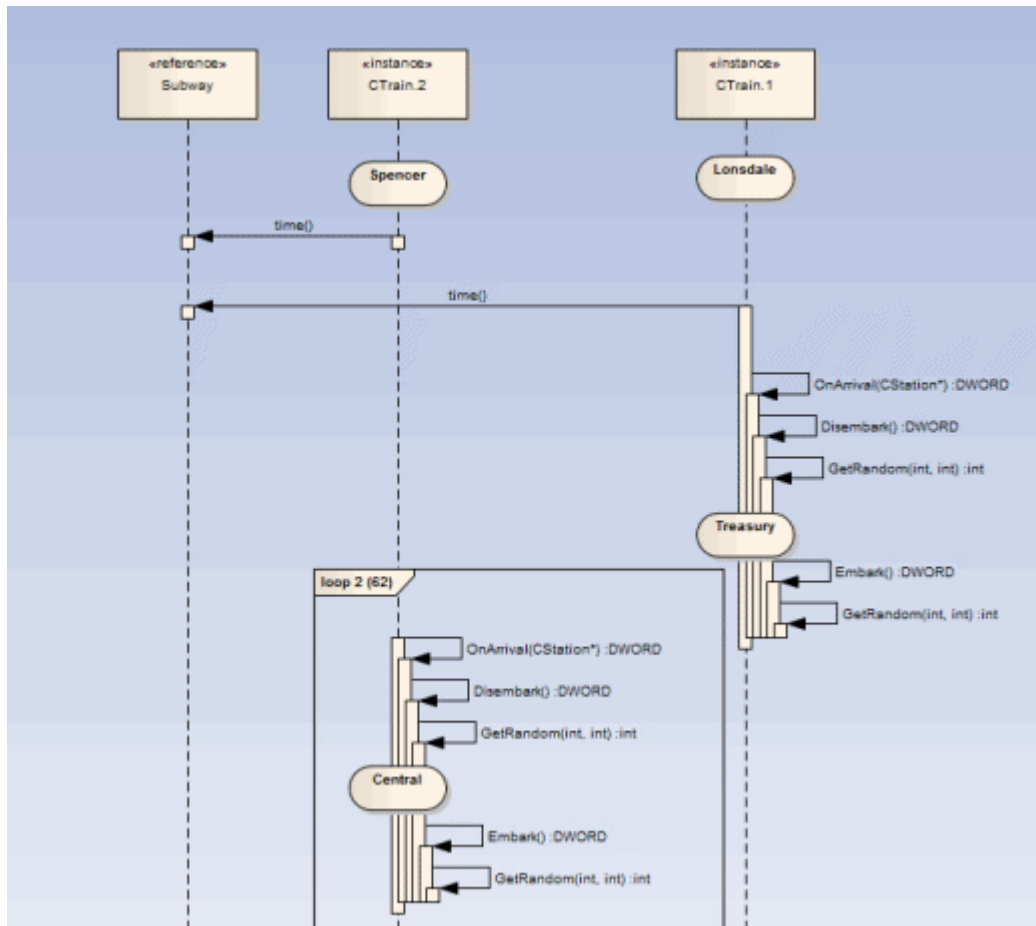 «reference»
Subway
«instance»
CTrain.2
«instance»
CTrain.1
Spencer
Lonsdale
time()
time()
OnArrival(CStation*) :DWORD
Disembark() :DWORD
GetRandom(int, int) :int
Treasury
Embark() :DWORD
GetRandom(int, int) :int
loop 2 (62)
OnArrival(CStation*) :DWORD
Disembark() :DWORD
GetRandom(int, int) :int
Central
Embark() :DWORD
GetRandom(int, int) :int